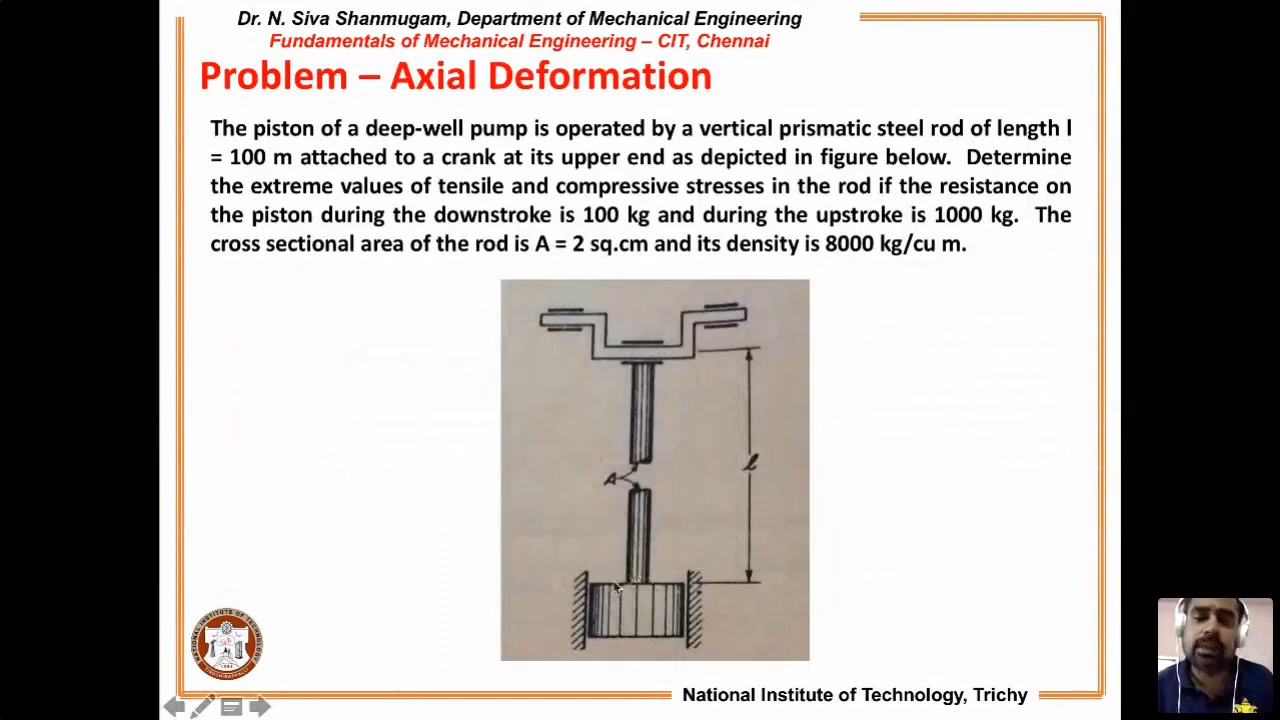 Dr. N. Siva Shanmugam, Department of Mechanical Engineering
Fundamentals of Mechanical Engineering – CIT, Chennai
Problem – Axial Deformation
The piston of a deep-well pump is operated by a vertical prismatic steel rod of length l
= 100 m attached to a crank at its upper end as depicted in figure below. Determine
the extreme values of tensile and compressive stresses in the rod if the resistance on
the piston during the downstroke is 100 kg and during the upstroke is 1000 kg. The
cross sectional area of the rod is A = 2 sq.cm and its density is 8000 kg/cu m.
A
l
National Institute of Technology, Trichy